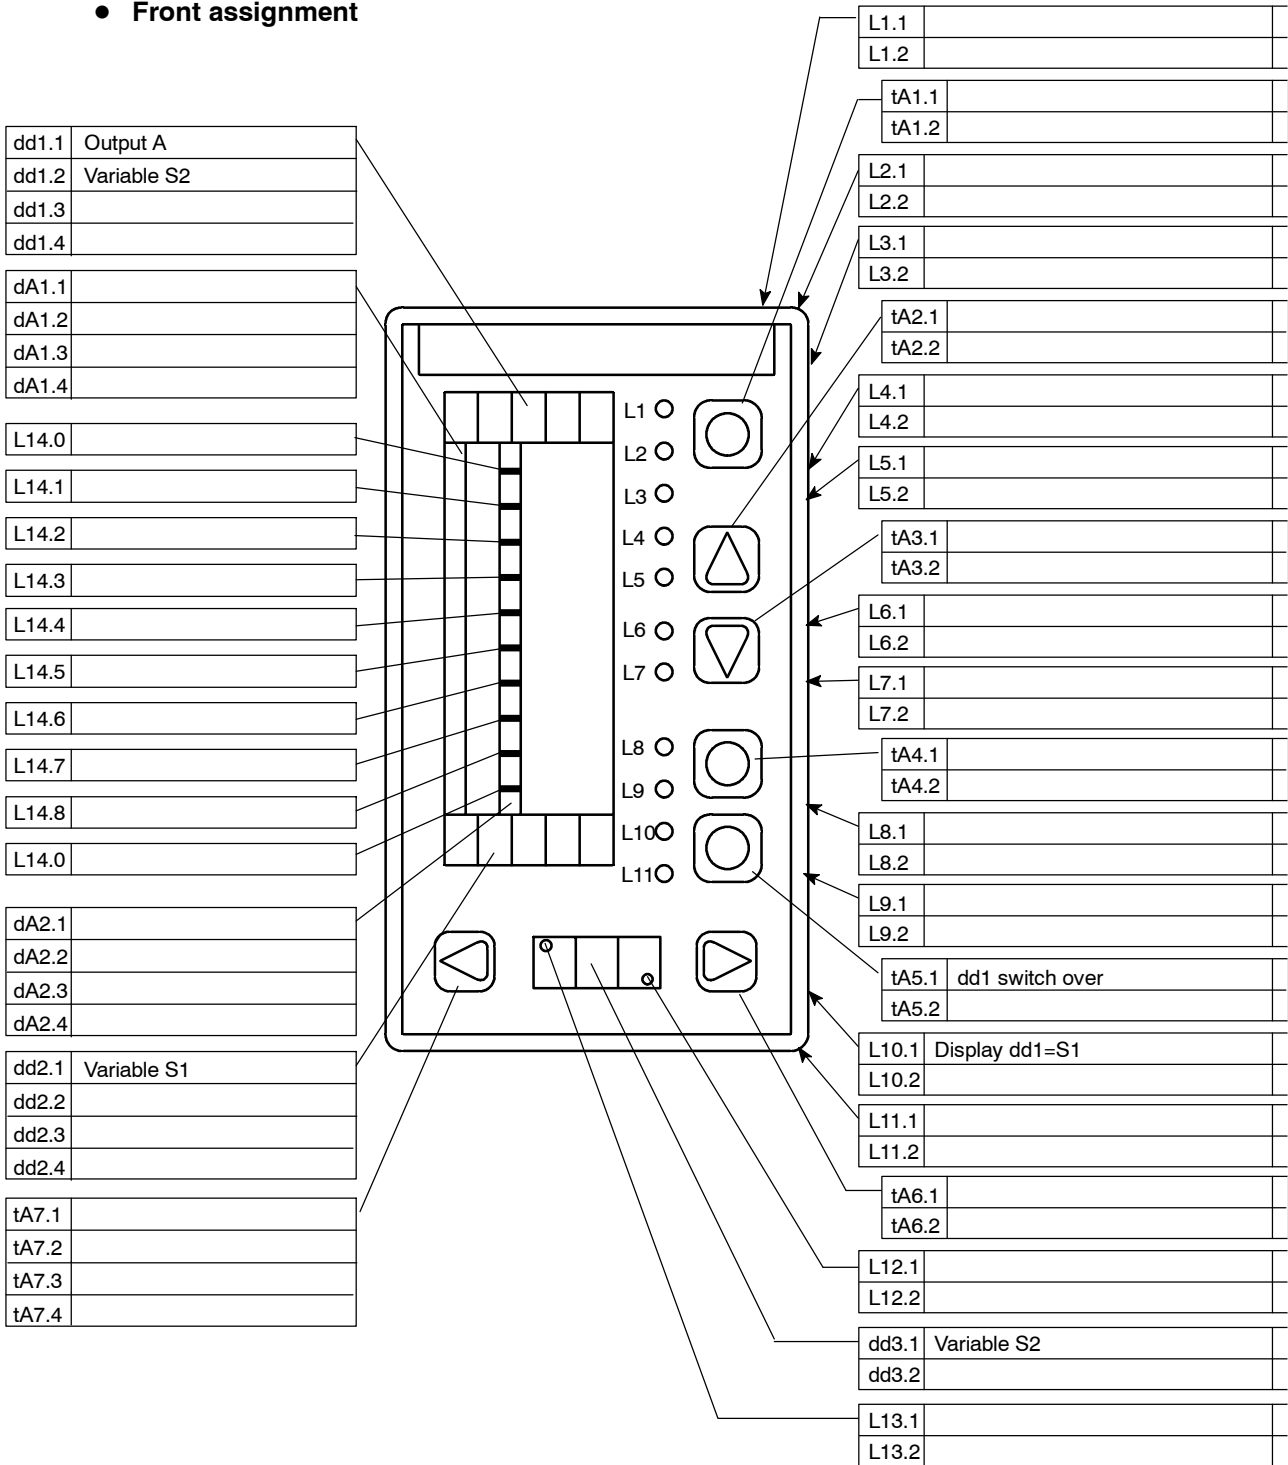 ● Front assignment
dd1.1 Output A
dd1.2 Variable S2
dd1.3
dd1.4
dA1.1
dA1.2
dA1.3
dA1.4
L14.0
L14.1
L14.2
L14.3
L14.4
L14.5
L14.6
L14.7
L14.8
L14.0
dA2.1
dA2.2
dA2.3
dA2.4
dd2.1 Variable S1
dd2.2
dd2.3
dd2.4
tA7.1
tA7.2
tA7.3
tA7.4
L1
L2
L3
L4
L5
L6
L7
L8
L9
L10
L11
L1.1
L1.2
tA1.1
tA1.2
L2.1
L2.2
L3.1
L3.2
tA2.1
tA2.2
L4.1
L4.2
L5.1
L5.2
tA3.1
tA3.2
L6.1
L6.2
L7.1
L7.2
tA4.1
tA4.2
L8.1
L8.2
L9.1
L9.2
tA5.1 dd1 switch over
tA5.2
L10.1 Display dd1=S1
L10.2
L11.1
L11.2
tA6.1
tA6.2
L12.1
L12.2
dd3.1 Variable S2
dd3.2
L13.1
L13.2